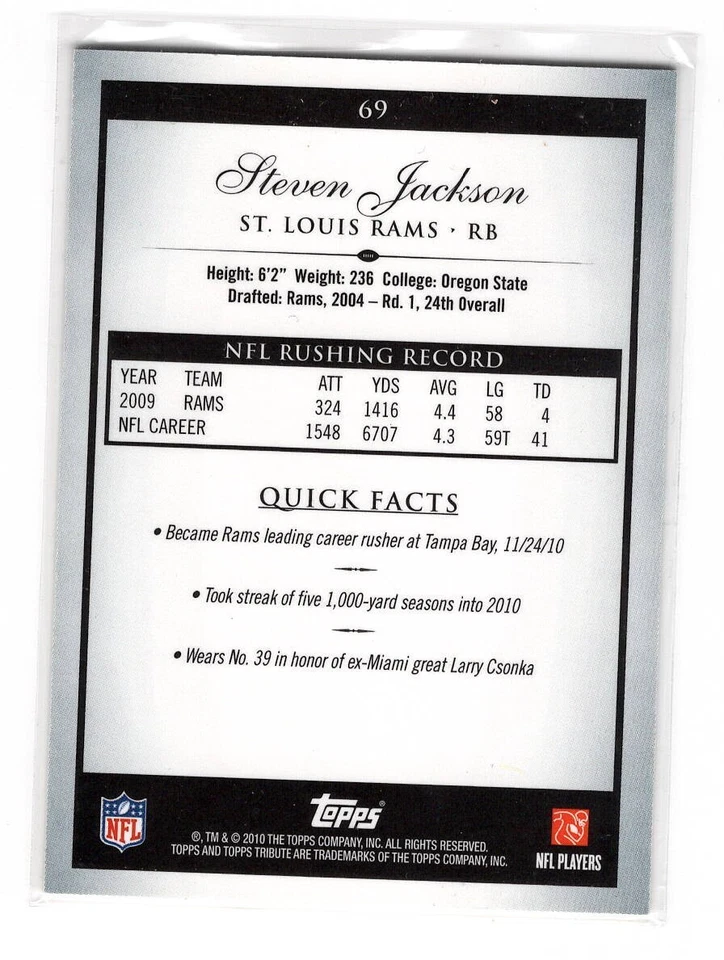 69
Steven Jackson
ST. LOUIS RAMS · RB
Height: 6'2" Weight: 236 College: Oregon State
Drafted: Rams, 2004 – Rd. 1, 24th Overall
NFL RUSHING RECORD
YEAR TEAM ATT YDS AVG LG TD
2009 RAMS 324 1416 4.4 58 4
NFL CAREER 1548 6707 4.3 59T 41
QUICK FACTS
• Became Rams leading career rusher at Tampa Bay, 11/24/10
• Took streak of five 1,000-yard seasons into 2010
• Wears No. 39 in honor of ex-Miami great Larry Csonka
NFL
Topps®
®, TM & © 2010 THE TOPPS COMPANY, INC. ALL RIGHTS RESERVED.
TOPPS AND TOPPS TRIBUTE ARE TRADEMARKS OF THE TOPPS COMPANY, INC.
NFL PLAYERS